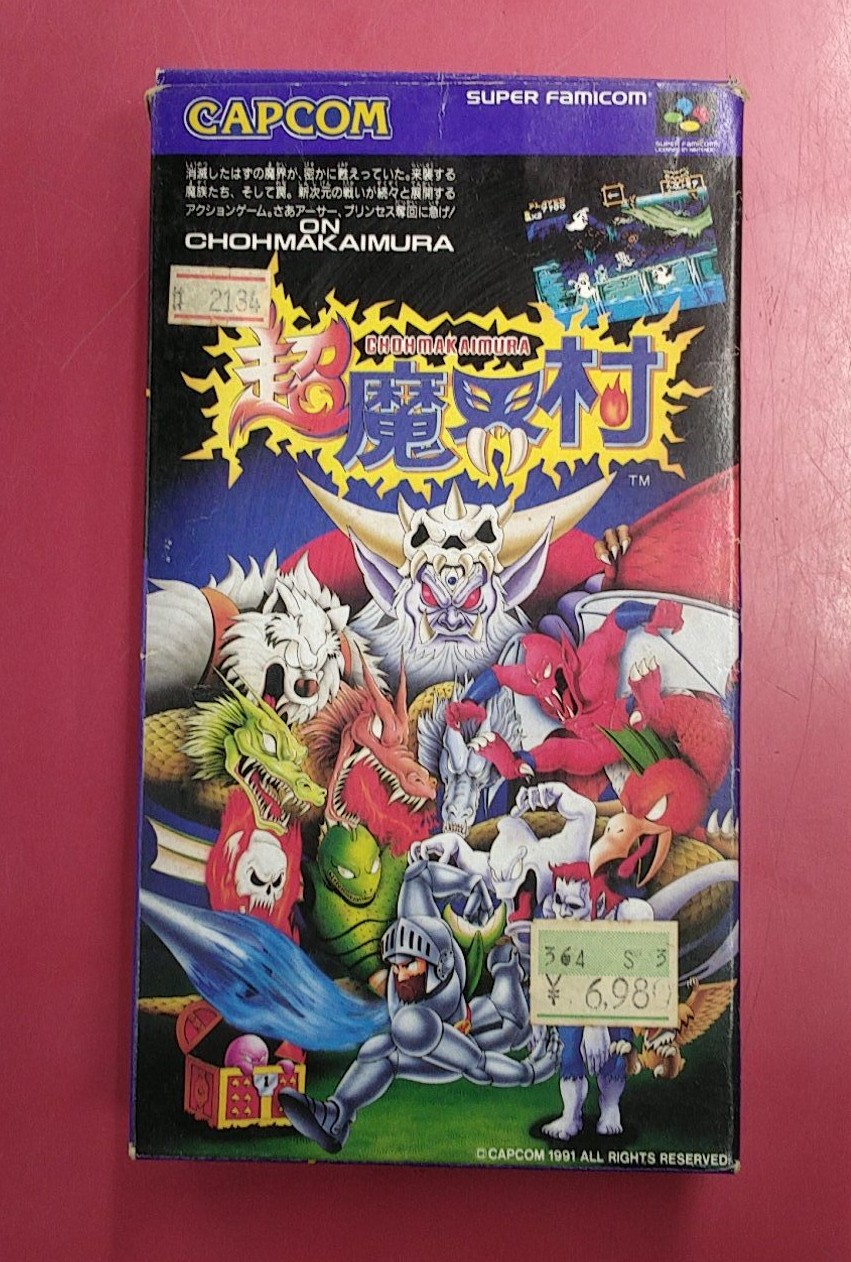 CAPCOM
SUPER FAMICOM
SUPER FAMICOM
消滅したはずの魔界が、密かに甦えっていた。来襲する
魔族たち、そして罠。新次元の戦いが続々と展開する
アクションゲーム。さあアーサー、プリンセス奪回に急げ!
ON
CHOHMAKAIMURA
2134
CHOHMAKAIMURA
超魔界村
TM
364 S 3
¥ 6,980
©CAPCOM 1991 ALL RIGHTS RESERVED